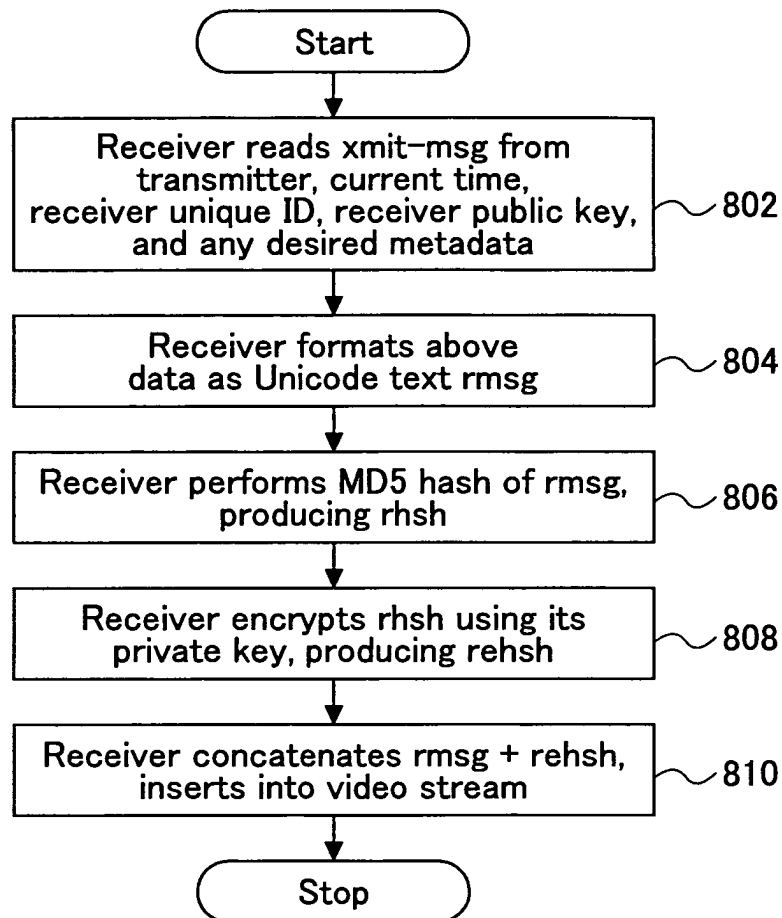 Start
Receiver reads xmit-msg from
transmitter, current time,
receiver unique ID, receiver public key,
and any desired metadata
802
Receiver formats above
data as Unicode text rmsg
804
Receiver performs MD5 hash of rmsg,
producing rhsh
806
Receiver encrypts rhsh using its
private key, producing rehsh
808
Receiver concatenates rmsg + rehsh,
inserts into video stream
810
Stop